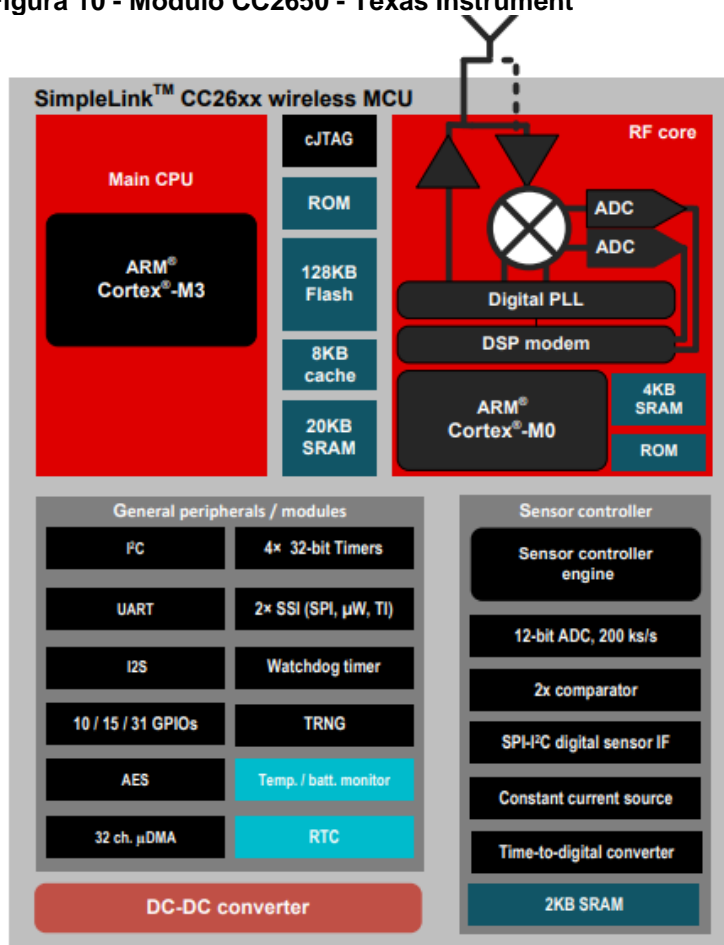 Figura 10 - Módulo CC2650 - Texas Instrument
SimpleLink™ CC26xx wireless MCU
Main CPU
ARM®
Cortex®-M3
cJTAG
ROM
128KB
Flash
8KB
cache
20KB
SRAM
RF core
ADC
ADC
Digital PLL
DSP modem
ARM®
Cortex®-M0
4KB
SRAM
ROM
General peripherals / modules
I²C
4× 32-bit Timers
UART
2× SSI (SPI, µW, TI)
I2S
Watchdog timer
10 / 15 / 31 GPIOs
TRNG
AES
Temp. / batt. monitor
32 ch. µDMA
RTC
DC-DC converter
Sensor controller
Sensor controller
engine
12-bit ADC, 200 ks/s
2x comparator
SPI-I²C digital sensor IF
Constant current source
Time-to-digital converter
2KB SRAM